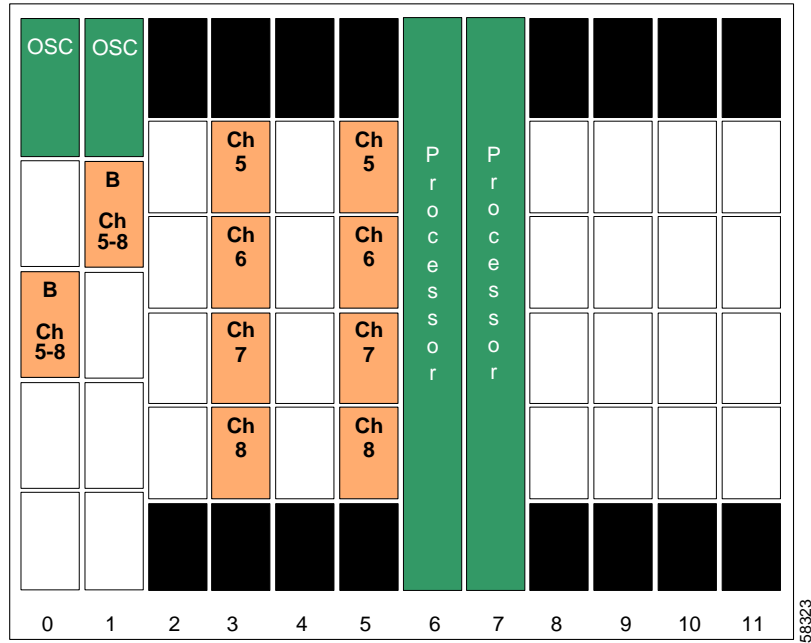 OSC OSC
Ch
5
Ch
5
B
Ch
5-8
Ch
6
Ch
6
B
Ch
5-8
Ch
7
Ch
7
Ch
8
Ch
8
Processor
Processor
0 1 2 3 4 5 6 7 8 9 10 11
58323